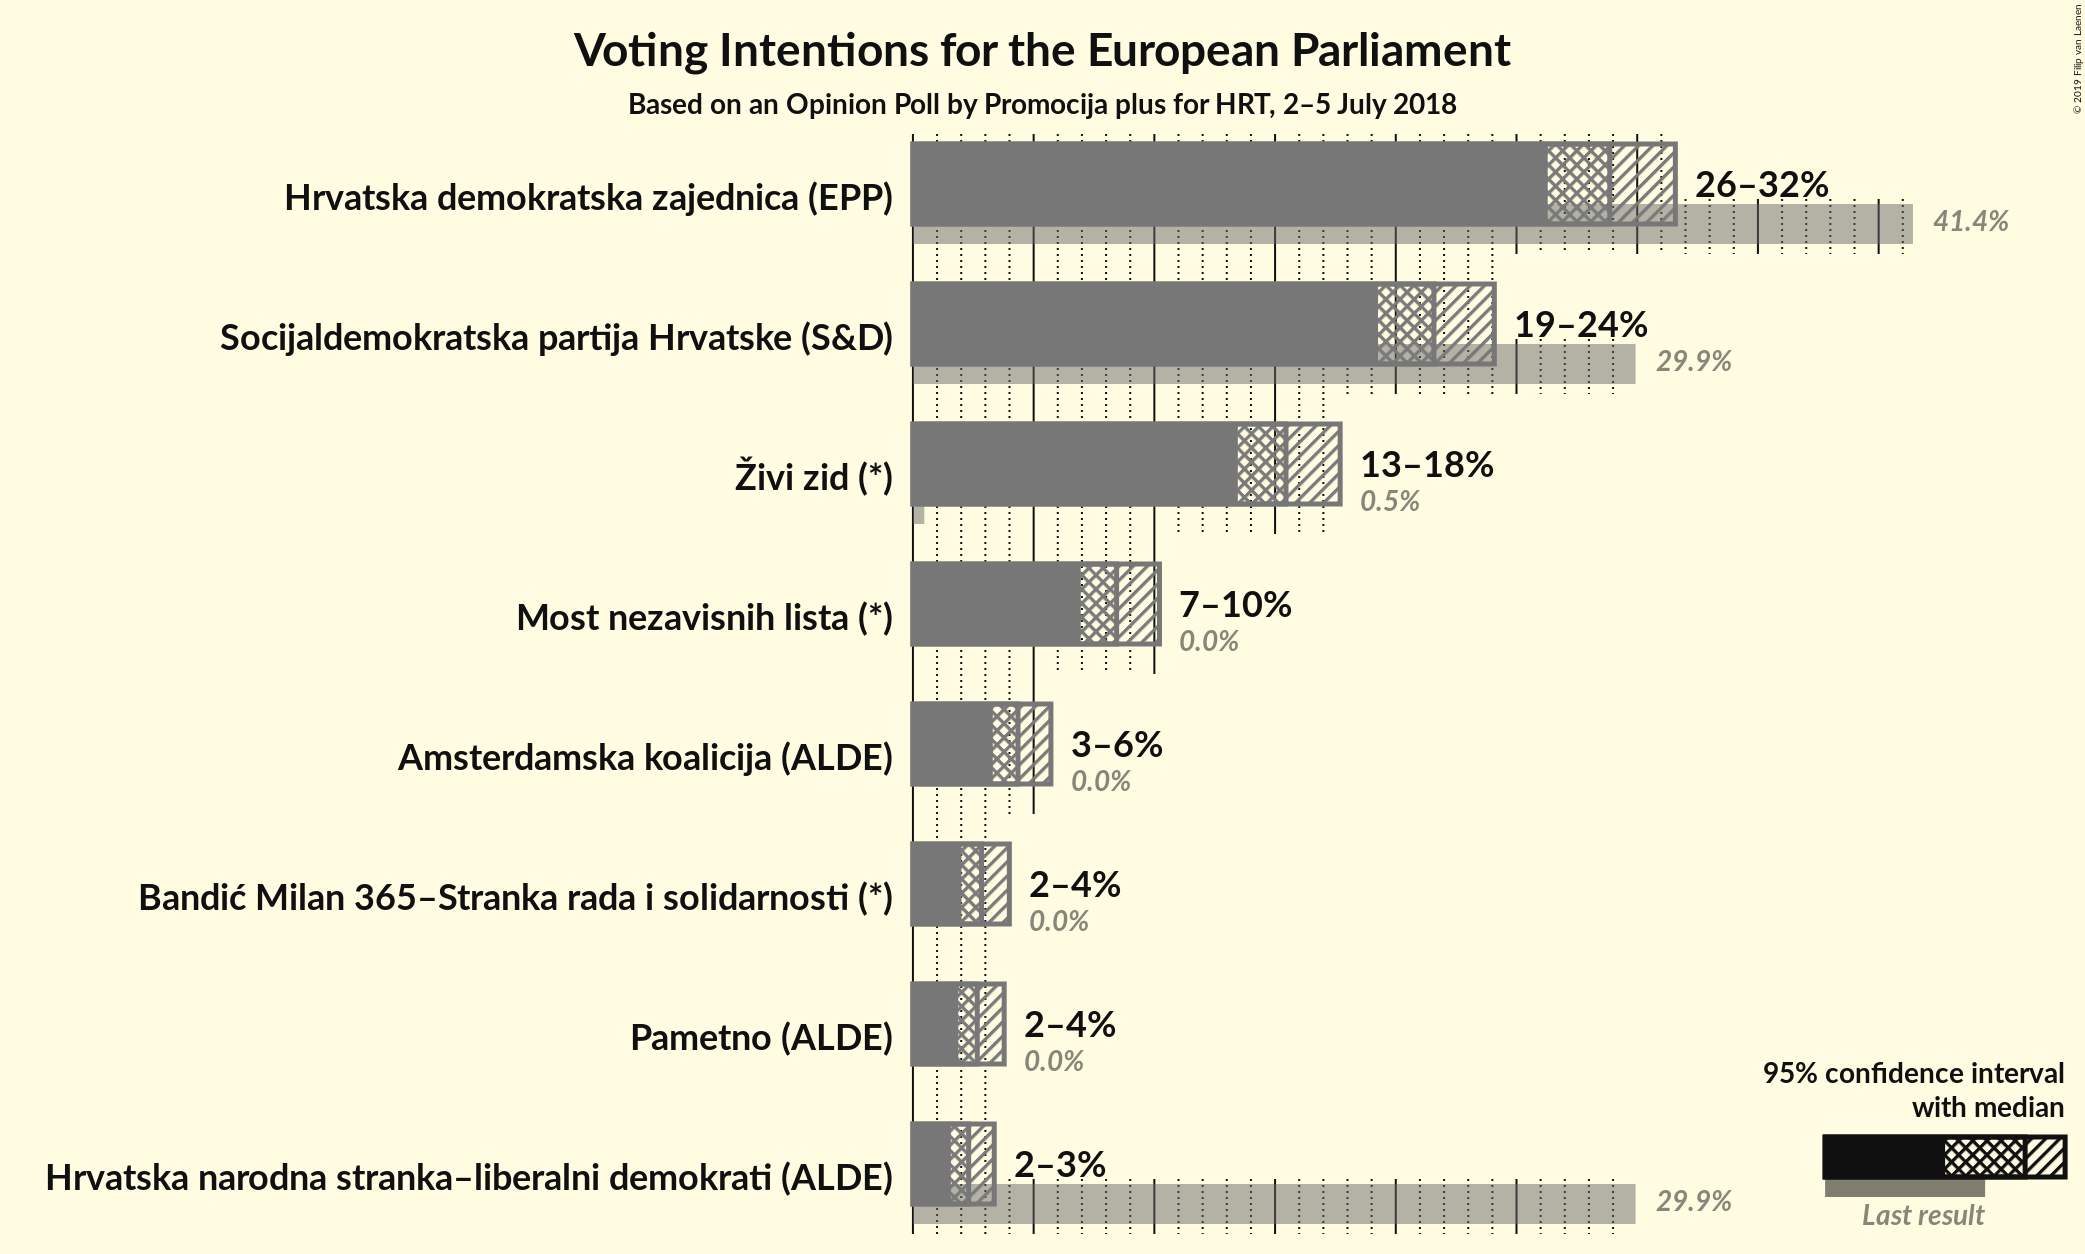 Voting Intentions for the European Parliament
Based on an Opinion Poll by Promocija plus for HRT, 2–5 July 2018
© 2019 Filip van Laenen
Hrvatska demokratska zajednica (EPP)
26–32%
41.4%
Socijaldemokratska partija Hrvatske (S&D)
19–24%
29.9%
Živi zid (*)
13–18%
0.5%
Most nezavisnih lista (*)
7–10%
0.0%
Amsterdamska koalicija (ALDE)
3–6%
0.0%
Bandić Milan 365–Stranka rada i solidarnosti (*)
2–4%
0.0%
Pametno (ALDE)
2–4%
0.0%
Hrvatska narodna stranka–liberalni demokrati (ALDE)
2–3%
29.9%
95% confidence interval
with median
Last result